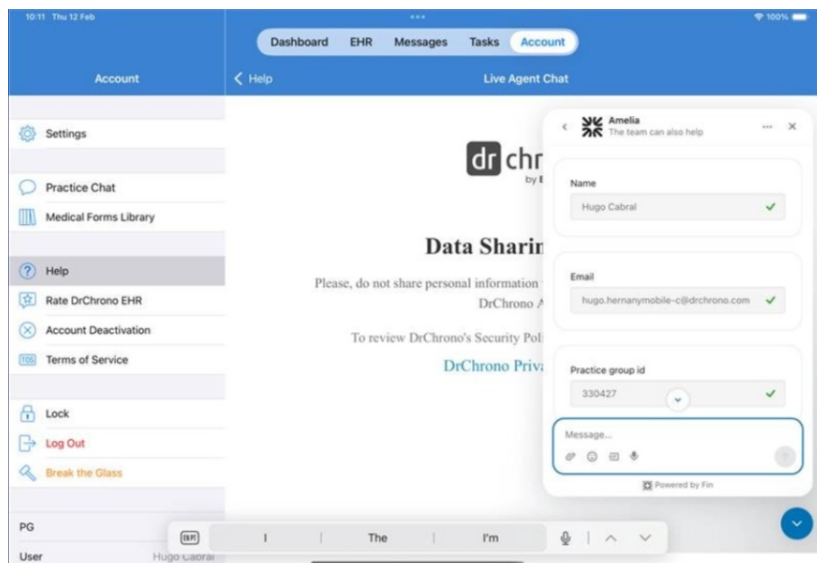 10:11 Thu 12 Feb
100%
Dashboard EHR Messages Tasks Account
Account
Help
Live Agent Chat
Settings
Practice Chat
Medical Forms Library
Help
Rate DrChrono EHR
Account Deactivation
TOS Terms of Service
Lock
Log Out
Break the Glass
PG
User Hugo Cabral
dr chr
by E
Data Sharin
Please, do not share personal information
DrChrono A
To review DrChrono's Security Pol
DrChrono Priva
Amelia
The team can also help
Name
Hugo Cabral
Email
hugo.hernanymobile-c@drchrono.com
Practice group id
330427
Message...
Powered by Fin
I The I'm